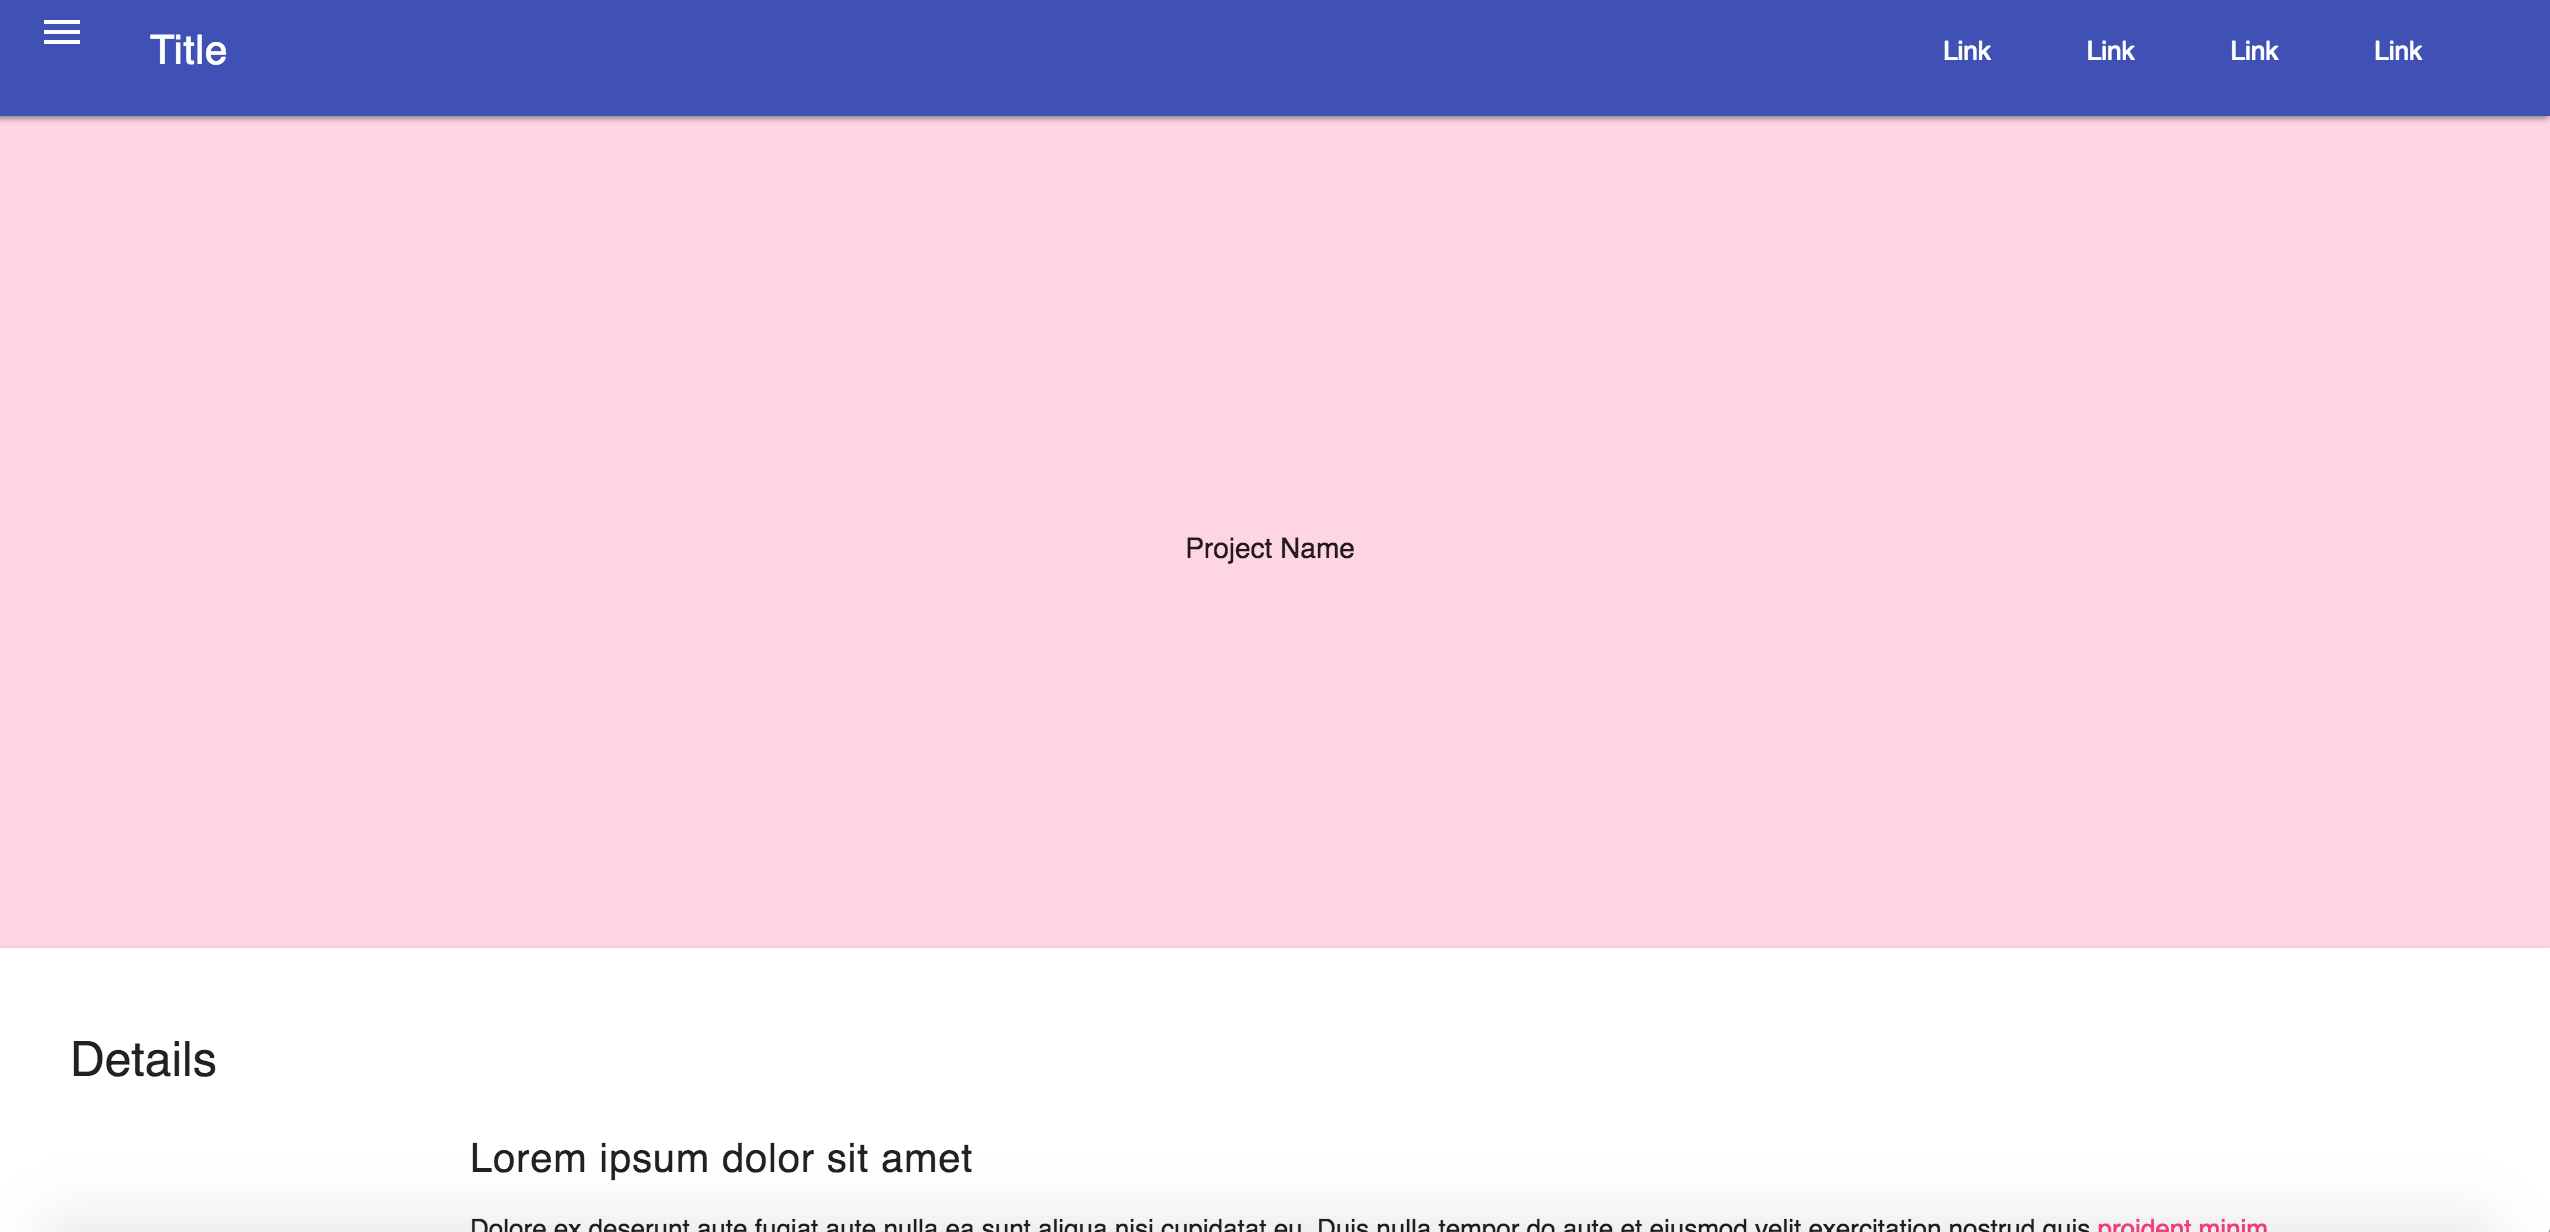 Title Link Link Link Link
Project Name
Details
Lorem ipsum dolor sit amet
Dolore ex deserunt aute fugiat aute nulla ea sunt aliqua nisi cupidatat eu. Duis nulla tempor do aute et eiusmod velit exercitation nostrud quis proident minim